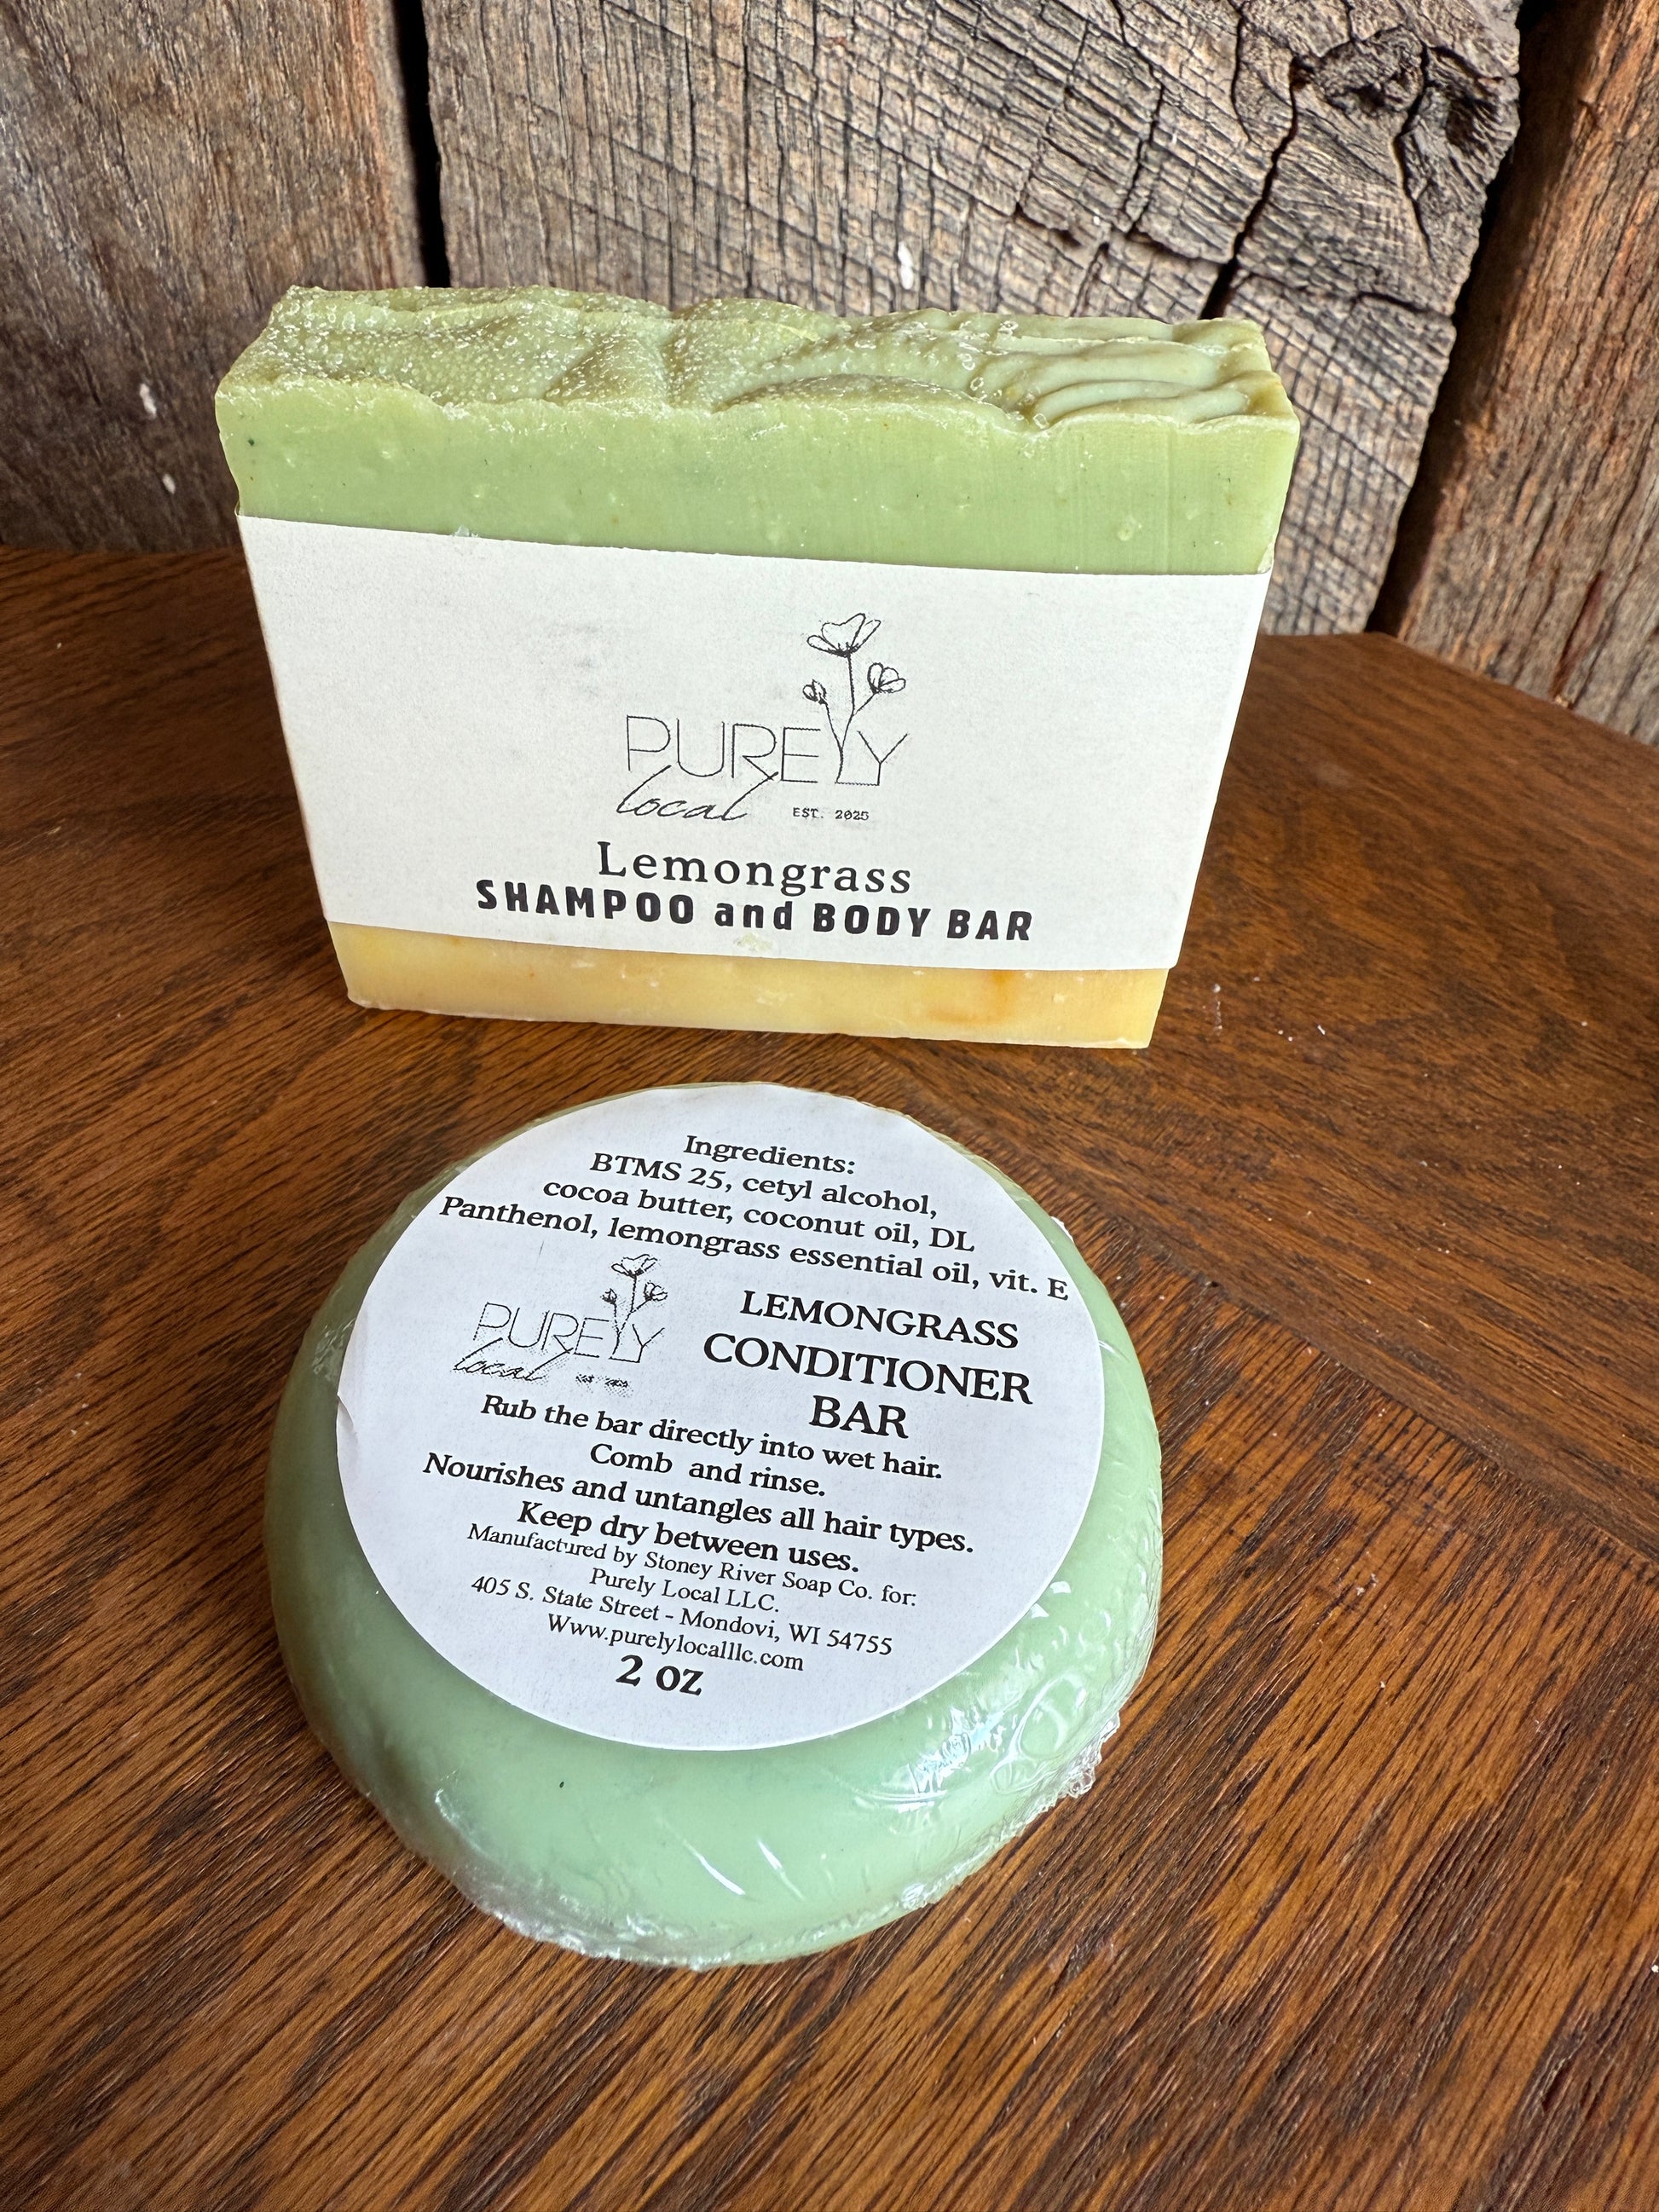 PURELY
local EST. 2025
Lemongrass
SHAMPOO and BODY BAR
Ingredients:
BTMS 25, cetyl alcohol,
cocoa butter, coconut oil, DL
Panthenol, lemongrass essential oil, vit. E
PURELY
local
LEMONGRASS
CONDITIONER
BAR
Rub the bar directly into wet hair.
Comb and rinse.
Nourishes and untangles all hair types.
Keep dry between uses.
Manufactured by Stoney River Soap Co. for:
Purely Local LLC.
405 S. State Street - Mondovi, WI 54755
Www.purelylocalllc.com
2 oz